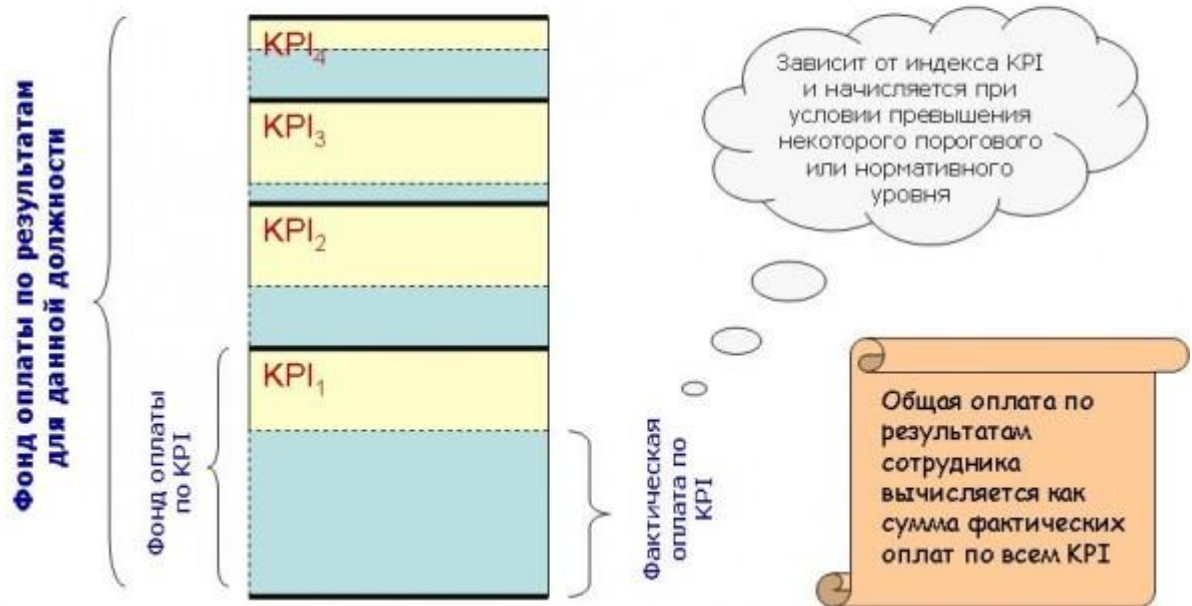 Фонд оплаты по результатам
для данной должности
Фонд оплаты
по KPI
KPI₄
KPI₃
KPI₂
KPI₁
Фактическая
оплата по
KPI
Зависит от индекса KPI
и начисляется при
условии превышения
некоторого порогового
или нормативного
уровня
Общая оплата по
результатам
сотрудника
вычисляется как
сумма фактических
оплат по всем KPI